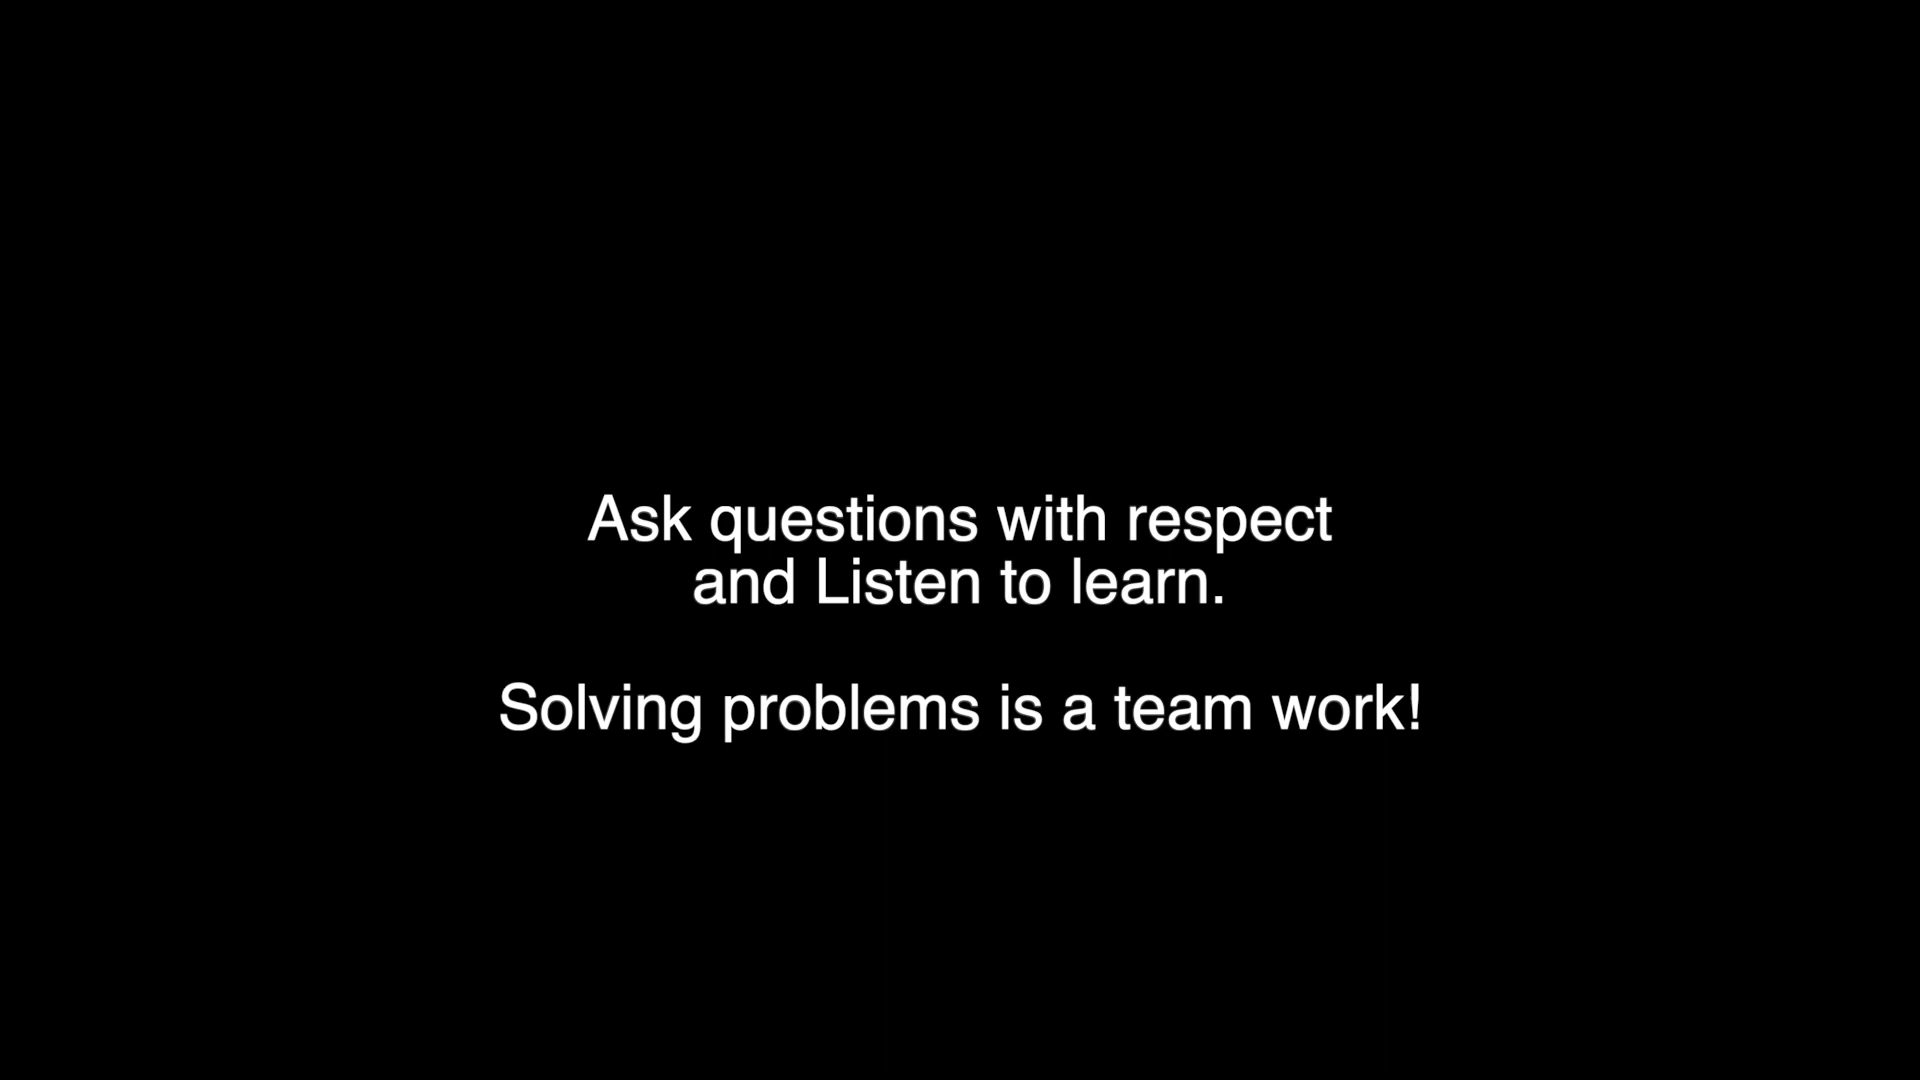 Ask questions with respect
and Listen to learn.
Solving problems is a team work!